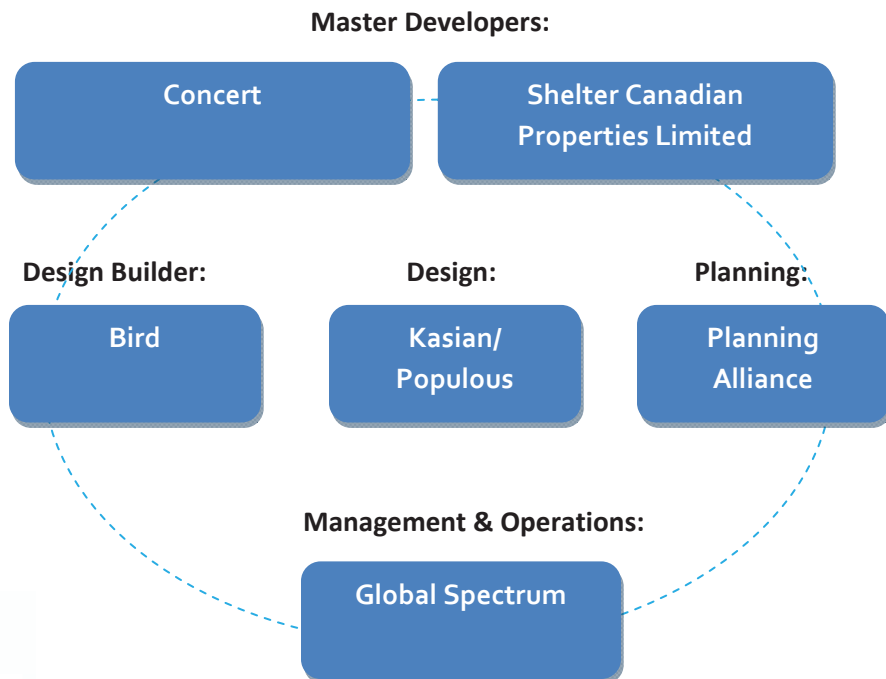 Master Developers:
Concert
Shelter Canadian
Properties Limited
Design Builder:
Bird
Design:
Kasian/
Populous
Planning:
Planning
Alliance
Management & Operations:
Global Spectrum